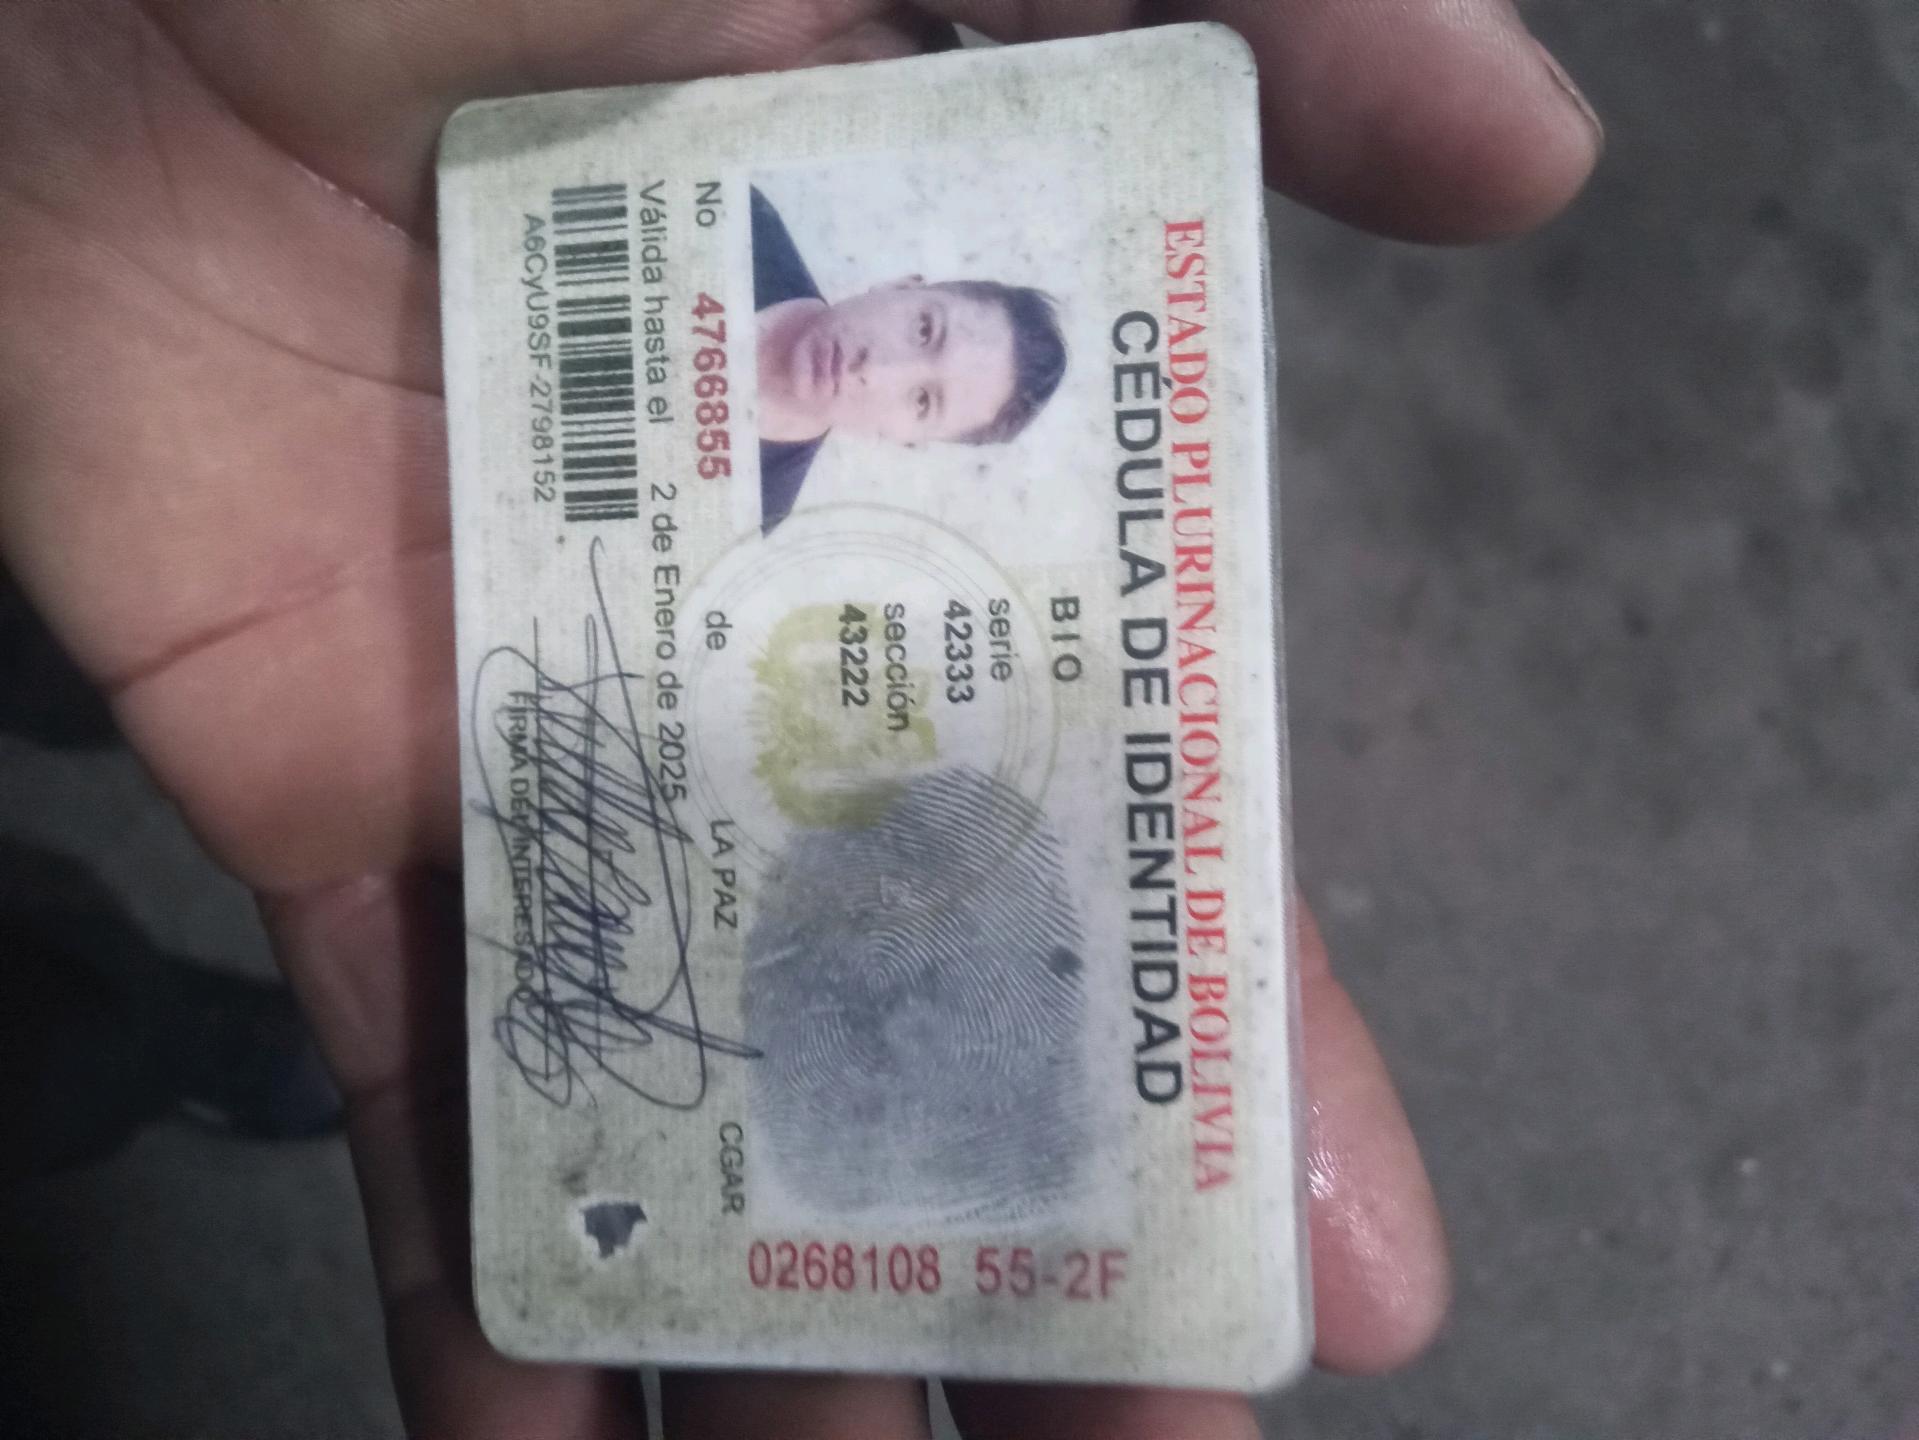 ESTADO PLURINACIONAL DE BOLIVIA
CÉDULA DE IDENTIDAD
BIO
serie
42333
sección
43222
0268108 55-2F
No 4766855 de LA PAZ CGAR
Válida hasta el 2 de Enero de 2025
A6CyU9SF-2798152
FIRMA DEL INTERESADO